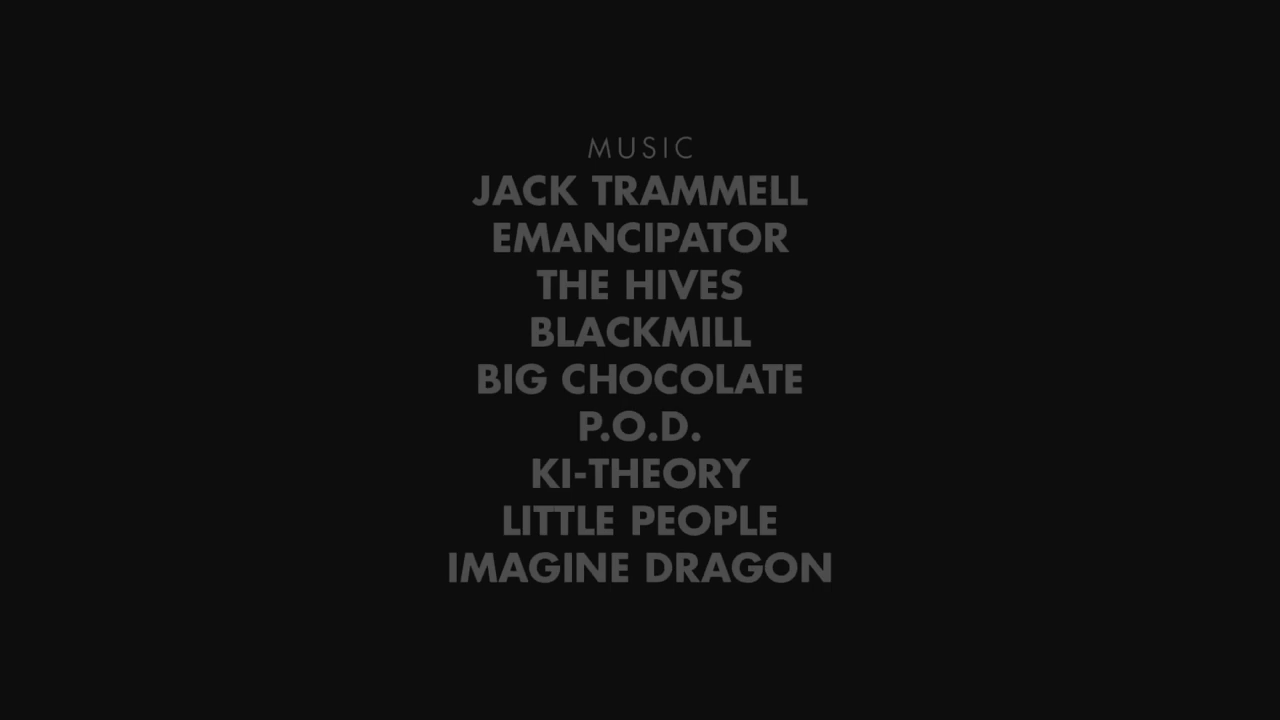 MUSIC
JACK TRAMMELL
EMANCIPATOR
THE HIVES
BLACKMILL
BIG CHOCOLATE
P.O.D.
KI-THEORY
LITTLE PEOPLE
IMAGINE DRAGON